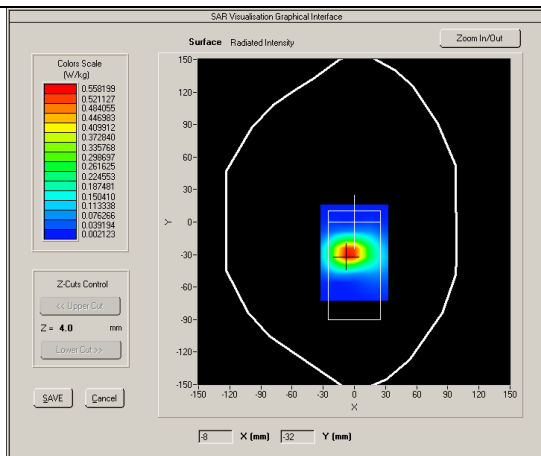 SAR Visualisation Graphical Interface
Surface Radiated Intensity
Zoom In/Out
Colors Scale
(W/kg)
0.558199
0.521127
0.484055
0.446983
0.409912
0.372840
0.335768
0.298697
0.261625
0.224553
0.187481
0.150410
0.113338
0.076266
0.039194
0.002123
Z-Cuts Control
<< Upper Cut
Z = 4.0 mm
Lower Cut >>
SAVE
Cancel
150-
120-
90-
60-
30-
0-
-30-
-60-
-90-
-120-
-150-
Y
-150 -120 -90 -60 -30 0 30 60 90 120 150
X
-8 X (mm) -32 Y (mm)